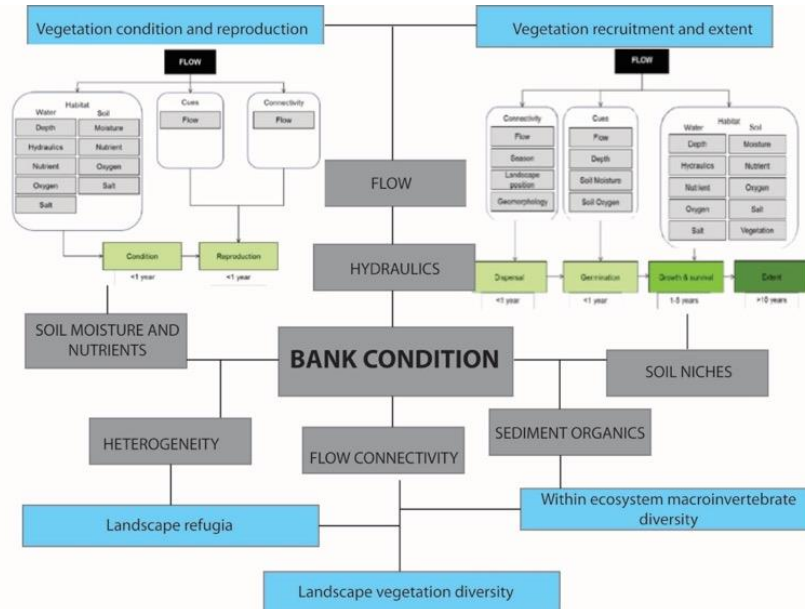 Vegetation condition and reproduction
Vegetation recruitment and extent
FLOW
Habitat
Water
Soil
Depth
Moisture
Hydraulics
Nutrient
Nutrient
Oxygen
Oxygen
Salt
Salt
Cues
Flow
Connectivity
Flow
Condition
<1 year
Reproduction
<1 year
FLOW
Connectivity
Flow
Season
Landscape
position
Geomorphology
Cues
Flow
Depth
Soil Moisture
Soil Oxygen
Habitat
Water
Soil
Depth
Moisture
Hydraulics
Nutrient
Nutrient
Oxygen
Oxygen
Salt
Salt
Vegetation
Dispersal
<1 year
Germination
<1 year
Growth & survival
1-5 years
Extent
>10 years
FLOW
HYDRAULICS
SOIL MOISTURE AND
NUTRIENTS
BANK CONDITION
SOIL NICHES
HETEROGENEITY
FLOW CONNECTIVITY
SEDIMENT ORGANICS
Landscape refugia
Within ecosystem macroinvertebrate
diversity
Landscape vegetation diversity